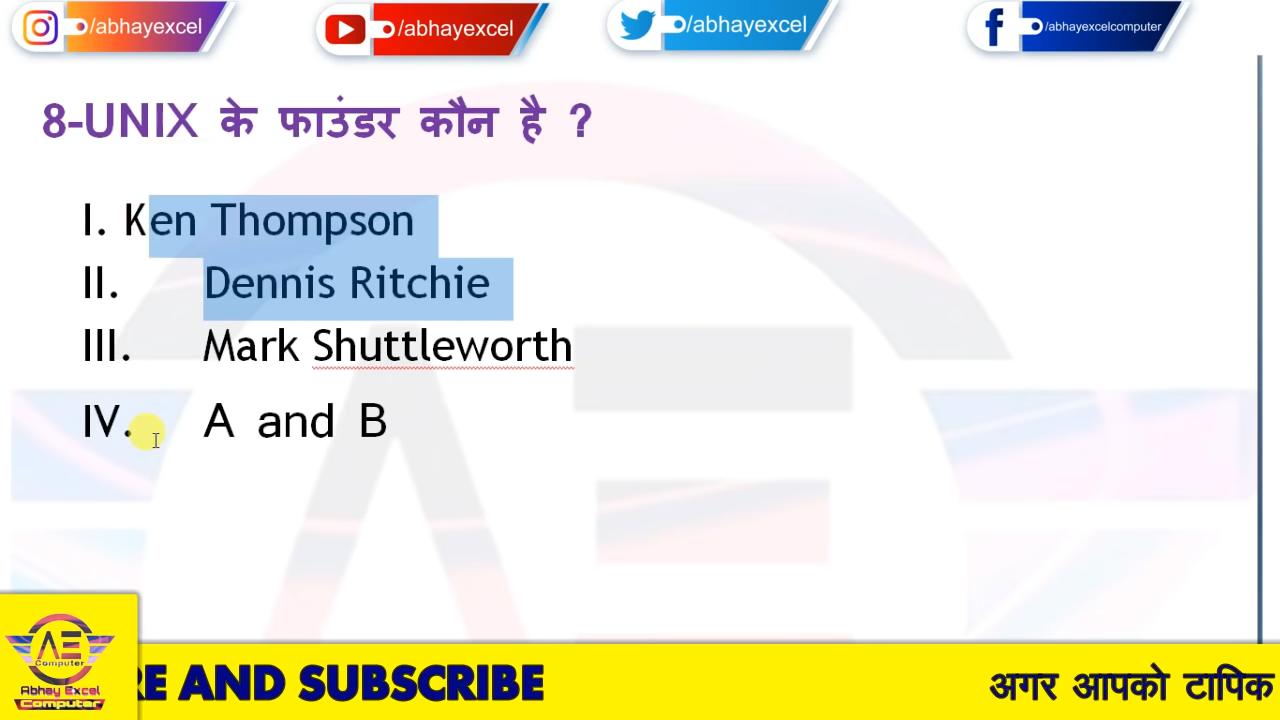 /abhayexcel /abhayexcel /abhayexcel /abhayexcelcomputer
8-UNIX के फाउंडर कौन है ?
I. Ken Thompson
II. Dennis Ritchie
III. Mark Shuttleworth
IV. A and B
AE
Computer
Abhay Excel
Computer
RE AND SUBSCRIBE
अगर आपको टापिक